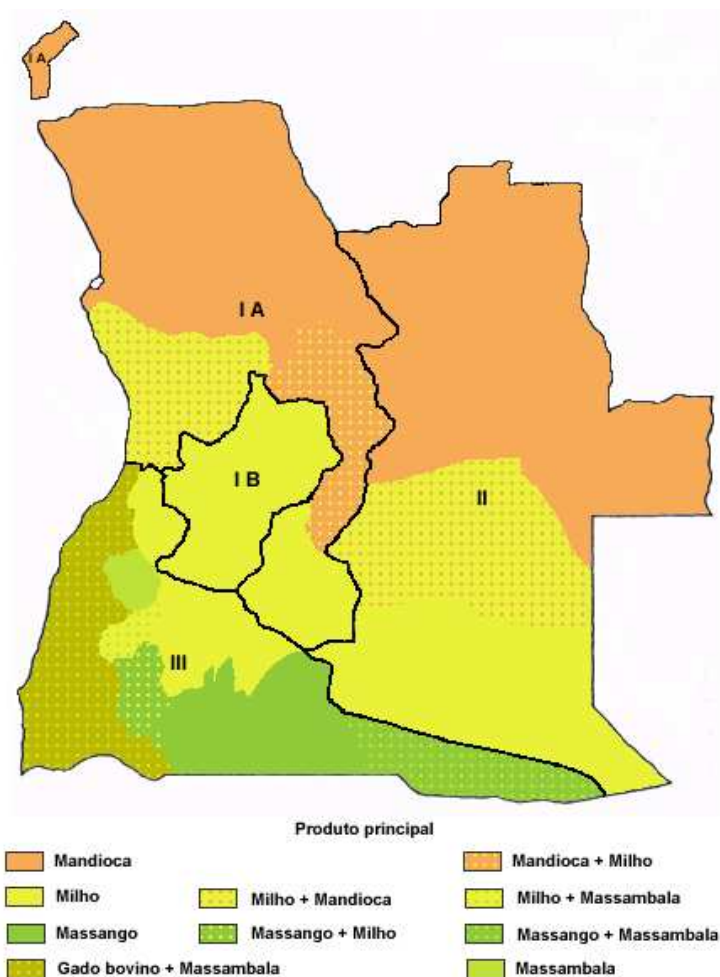 I A
I A
I B
II
III
Produto principal
Mandioca
Mandioca + Milho
Milho
Milho + Mandioca
Milho + Massambala
Massango
Massango + Milho
Massango + Massambala
Gado bovino + Massambala
Massambala